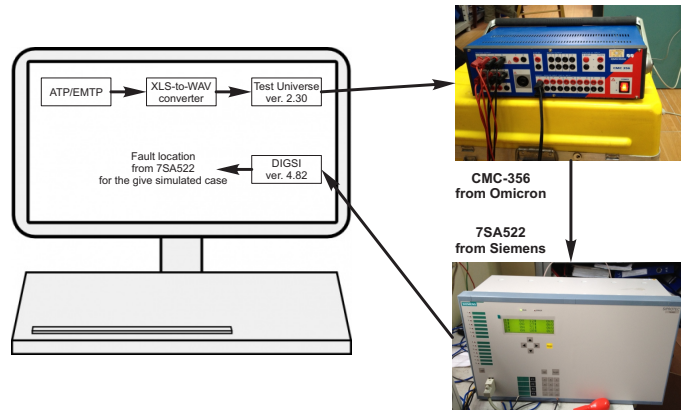 ATP/EMTP
XLS-to-WAV
converter
Test Universe
ver. 2.30
Fault location
from 7SA522
for the give simulated case
DIGSI
ver. 4.82
CMC-356
from Omicron
7SA522
from Siemens